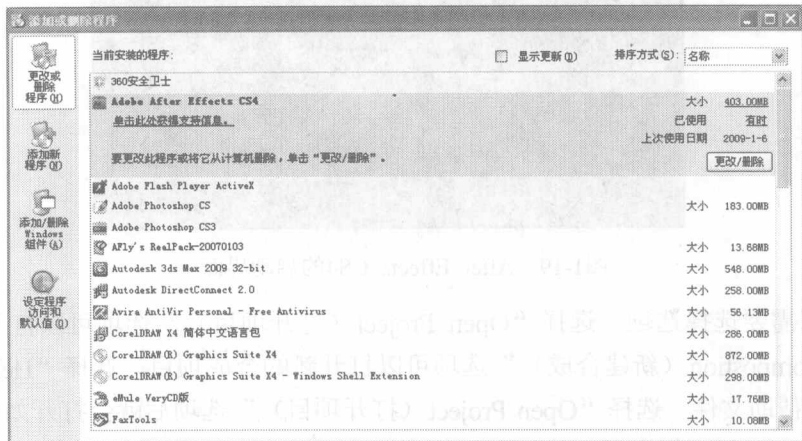 添加或删除程序
更改或
删除
程序(H)
添加新
程序(N)
添加/删除
Windows
组件(A)
设定程序
访问和
默认值(O)
当前安装的程序:
显示更新(D)
排序方式(S): 名称
360安全卫士
Adobe After Effects CS4 大小 403.00MB
单击此处获得支持信息。 已使用 有时
上次使用日期 2009-1-6
要更改此程序或将它从计算机删除，单击“更改/删除”。 更改/删除
Adobe Flash Player ActiveX
Adobe Photoshop CS 大小 183.00MB
Adobe Photoshop CS3
AFly's RealPack-20070103 大小 13.68MB
Autodesk 3ds Max 2009 32-bit 大小 548.00MB
Autodesk DirectConnect 2.0 大小 258.00MB
Avira AntiVir Personal - Free Antivirus 大小 56.13MB
CorelDRAW X4 简体中文语言包 大小 286.00MB
CorelDRAW(R) Graphics Suite X4 大小 872.00MB
CorelDRAW(R) Graphics Suite X4 - Windows Shell Extension 大小 298.00MB
eMule VeryCD版 大小 17.76MB
FaxTools 大小 10.08MB